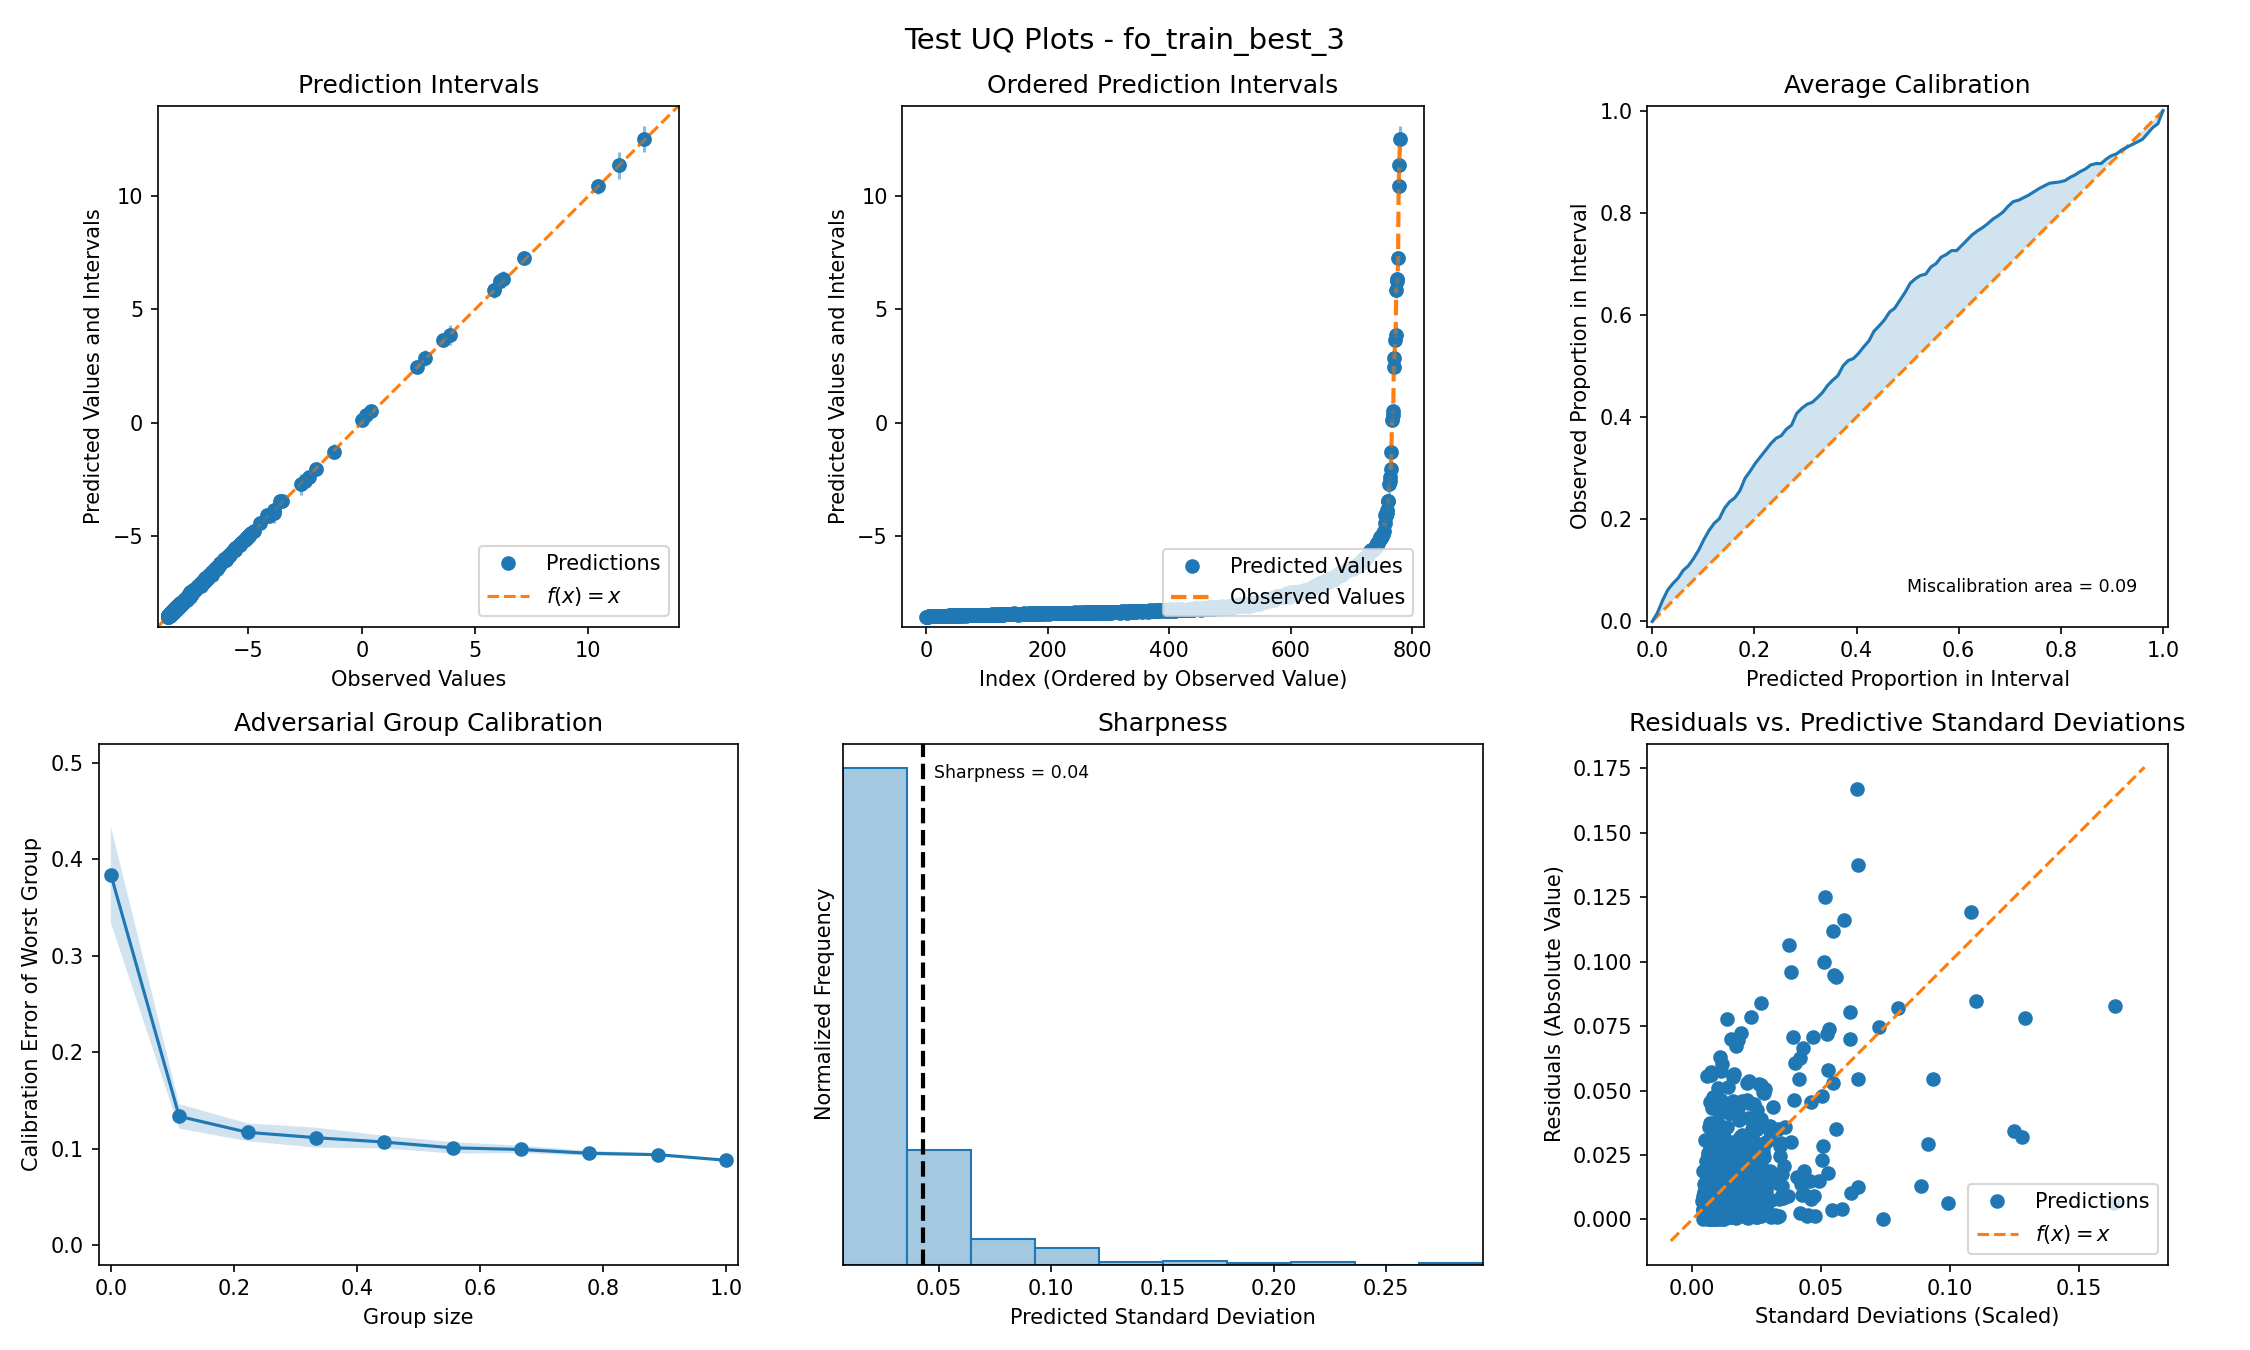 Test UQ Plots - fo_train_best_3
Prediction Intervals
Predicted Values and Intervals
10
5
0
−5
−5
0
5
10
Observed Values
Predictions
f(x) = x
Ordered Prediction Intervals
Predicted Values and Intervals
10
5
0
−5
0
200
400
600
800
Index (Ordered by Observed Value)
Predicted Values
Observed Values
Average Calibration
Observed Proportion in Interval
1.0
0.8
0.6
0.4
0.2
0.0
0.0
0.2
0.4
0.6
0.8
1.0
Predicted Proportion in Interval
Miscalibration area = 0.09
Adversarial Group Calibration
Calibration Error of Worst Group
0.5
0.4
0.3
0.2
0.1
0.0
0.0
0.2
0.4
0.6
0.8
1.0
Group size
Sharpness
Normalized Frequency
Sharpness = 0.04
0.05
0.10
0.15
0.20
0.25
Predicted Standard Deviation
Residuals vs. Predictive Standard Deviations
Residuals (Absolute Value)
0.175
0.150
0.125
0.100
0.075
0.050
0.025
0.000
0.00
0.05
0.10
0.15
Standard Deviations (Scaled)
Predictions
f(x) = x